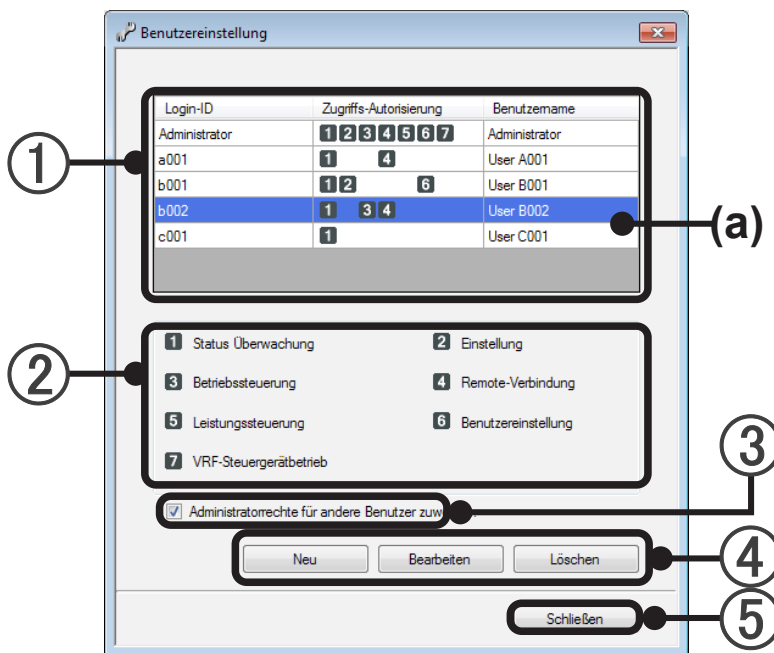 Benutzereinstellung
Login-ID Zugriffs-Autorisierung Benutzername
Administrator 1 2 3 4 5 6 7 Administrator
a001 1 4 User A001
b001 1 2 6 User B001
b002 1 3 4 User B002
c001 1 User C001
1
(a)
1 Status Überwachung 2 Einstellung
3 Betriebssteuerung 4 Remote-Verbindung
5 Leistungssteuerung 6 Benutzereinstellung
7 VRF-Steuergerätbetrieb
2
Administratorrechte für andere Benutzer
3
Neu Bearbeiten Löschen
4
Schließen
5